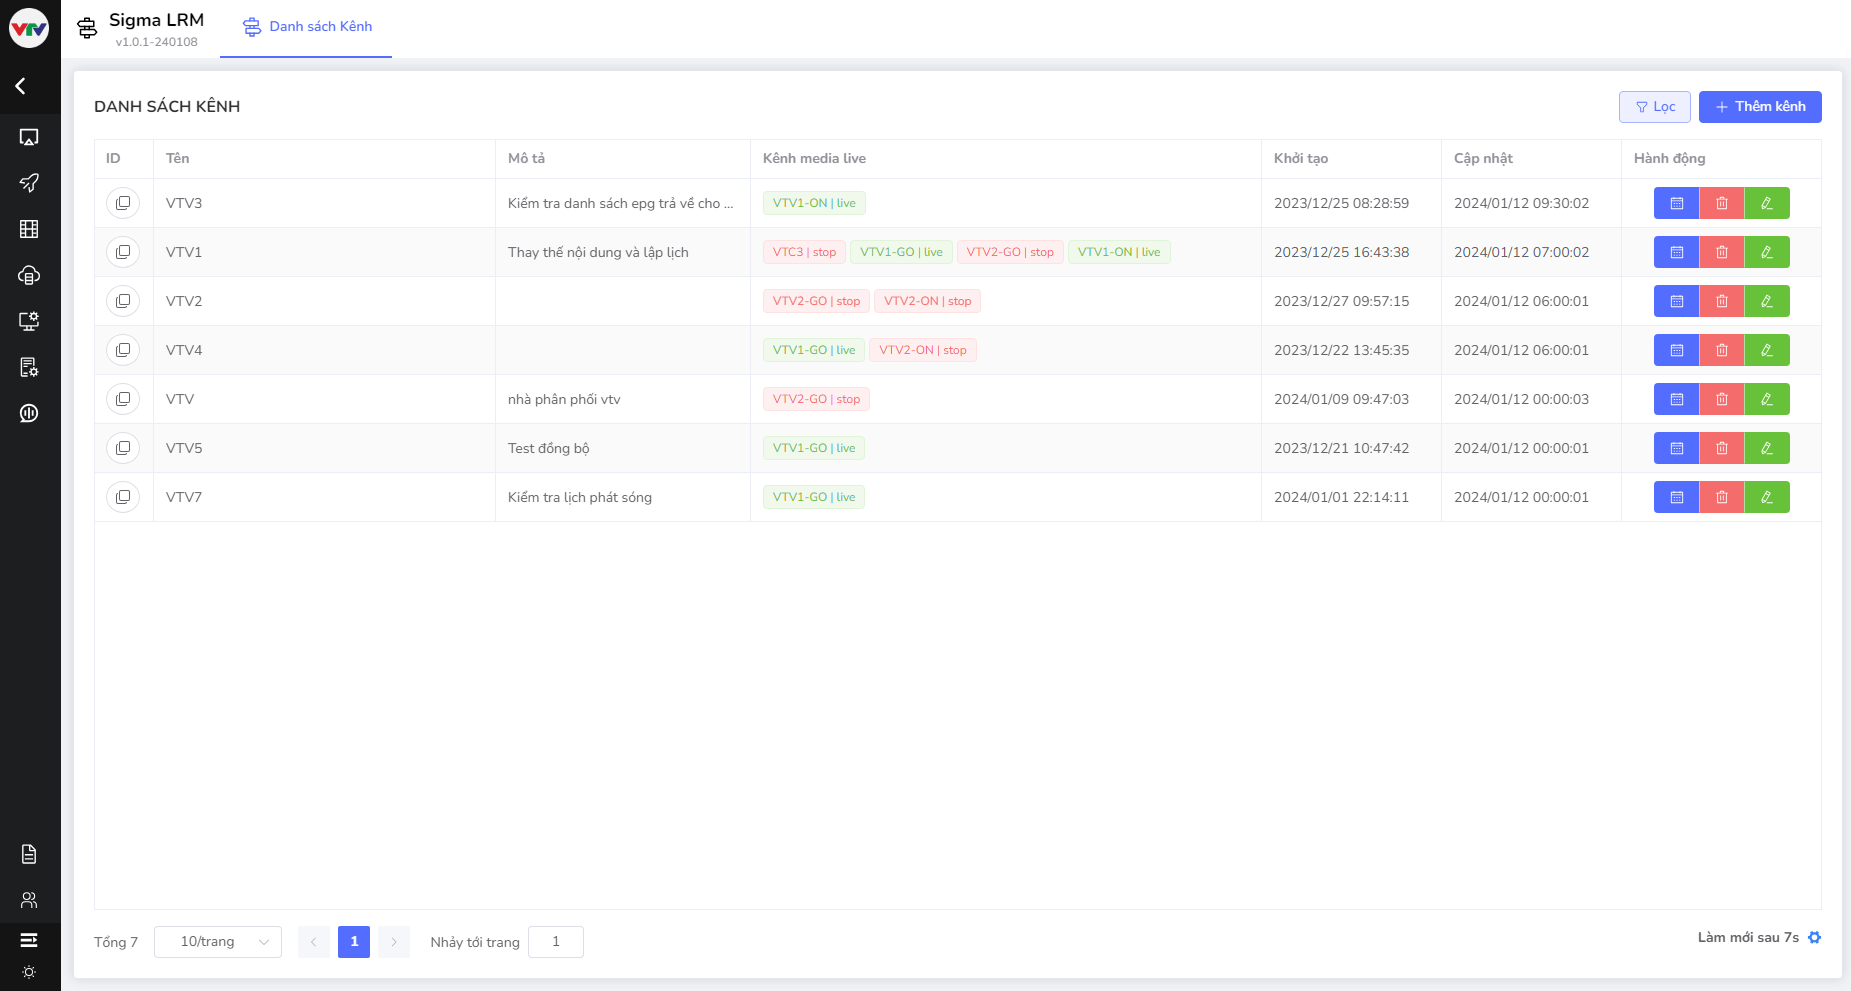 VTV
Sigma LRM
v1.0.1-240108
Danh sách Kênh
DANH SÁCH KÊNH
Lọc
Thêm kênh
ID Tên Mô tả Kênh media live Khởi tạo Cập nhật Hành động
VTV3 Kiểm tra danh sách epg trả về cho ... VTV1-ON | live 2023/12/25 08:28:59 2024/01/12 09:30:02
VTV1 Thay thế nội dung và lập lịch VTC3 | stop VTV1-GO | live VTV2-GO | stop VTV1-ON | live 2023/12/25 16:43:38 2024/01/12 07:00:02
VTV2 VTV2-GO | stop VTV2-ON | stop 2023/12/27 09:57:15 2024/01/12 06:00:01
VTV4 VTV1-GO | live VTV2-ON | stop 2023/12/22 13:45:35 2024/01/12 06:00:01
VTV nhà phân phối vtv VTV2-GO | stop 2024/01/09 09:47:03 2024/01/12 00:00:03
VTV5 Test đồng bộ VTV1-GO | live 2023/12/21 10:47:42 2024/01/12 00:00:01
VTV7 Kiểm tra lịch phát sóng VTV1-GO | live 2024/01/01 22:14:11 2024/01/12 00:00:01
Tổng 7 10/trang 1 Nhảy tới trang 1
Làm mới sau 7s